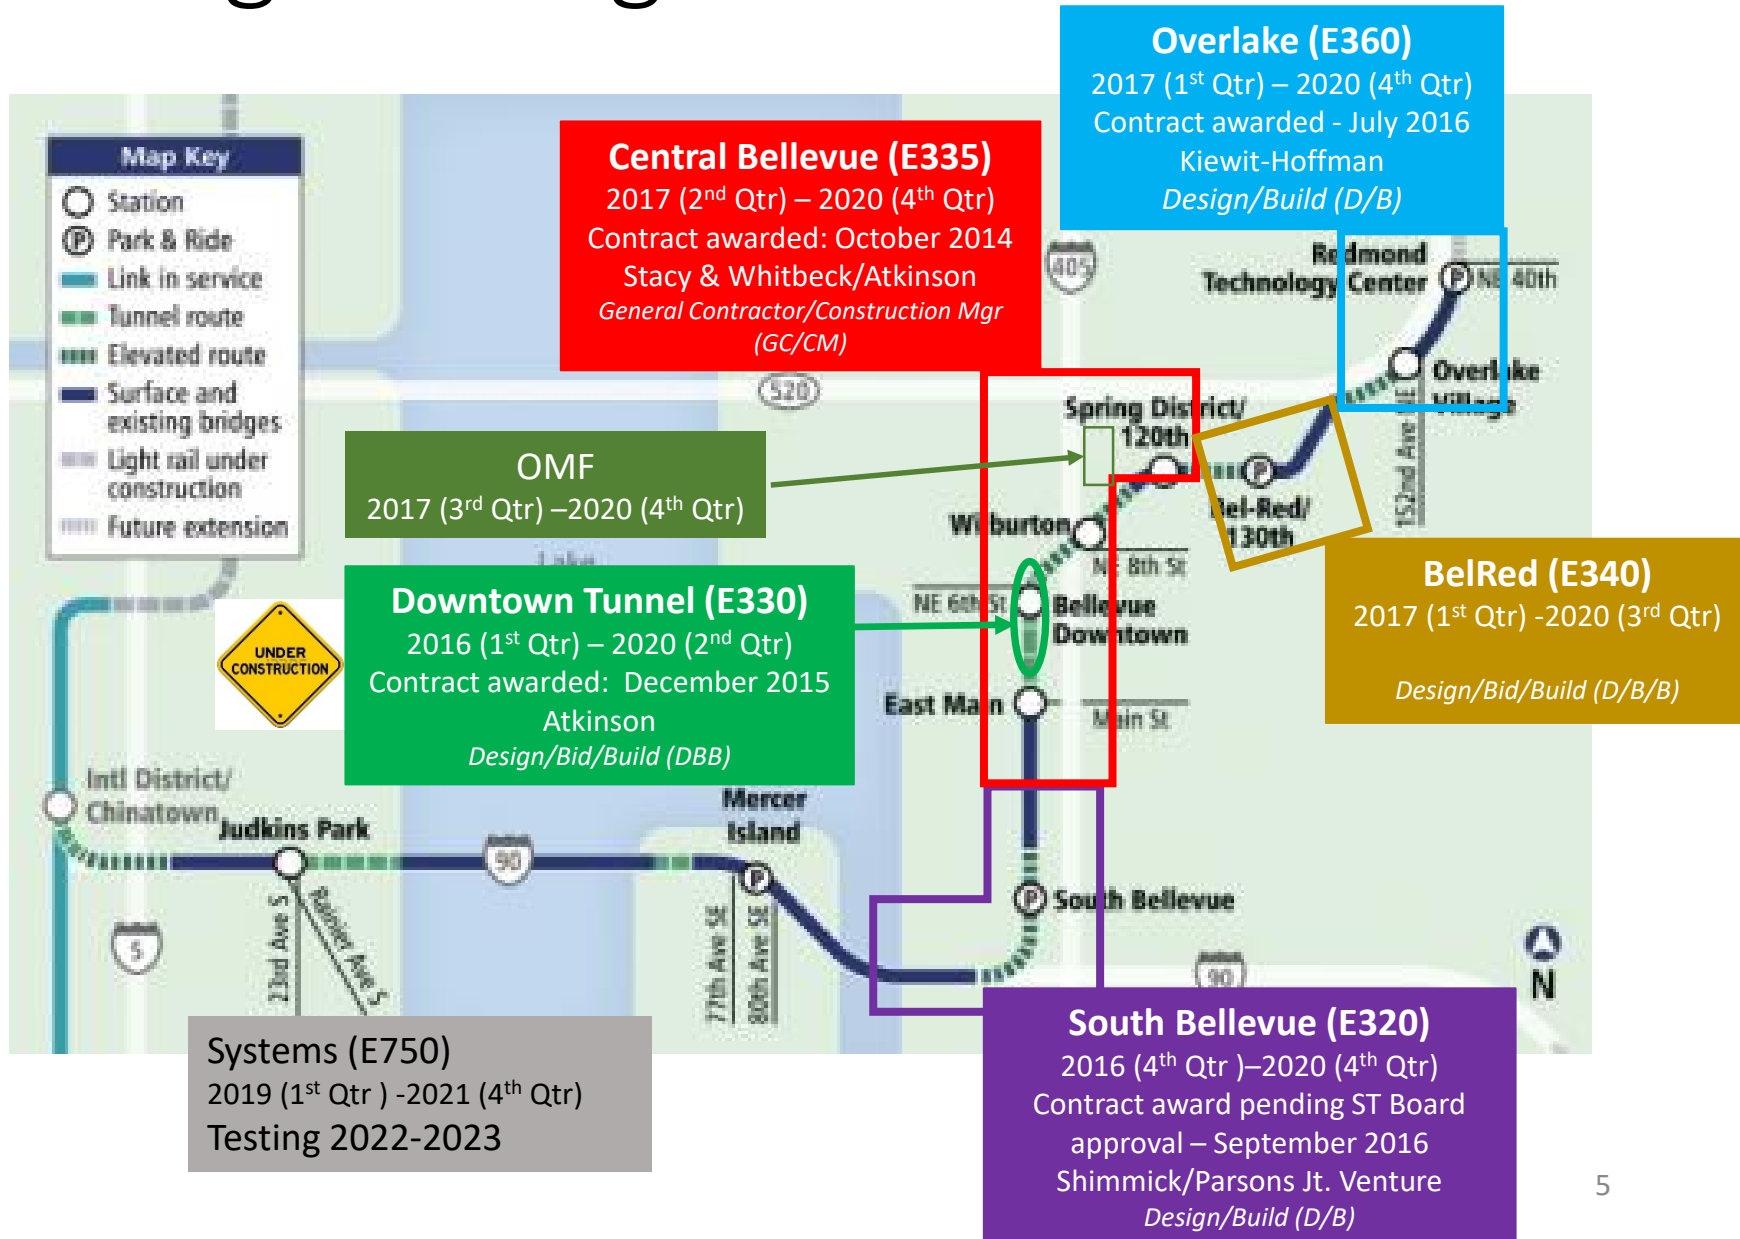 Overlake (E360)
2017 (1st Qtr) – 2020 (4th Qtr)
Contract awarded - July 2016
Kiewit-Hoffman
Design/Build (D/B)
Central Bellevue (E335)
2017 (2nd Qtr) – 2020 (4th Qtr)
Contract awarded: October 2014
Stacy & Whitbeck/Atkinson
General Contractor/Construction Mgr
(GC/CM)
Map Key
Station
Park & Ride
Link in service
Tunnel route
Elevated route
Surface and
existing bridges
Light rail under
construction
Future extension
405
520
Redmond
Technology Center
NE 40th
Overlake
Village
152nd Ave NE
Spring District/
120th
OMF
2017 (3rd Qtr) –2020 (4th Qtr)
Wilburton
NE 8th St
Bel-Red/
130th
BelRed (E340)
2017 (1st Qtr) -2020 (3rd Qtr)
Design/Bid/Build (D/B/B)
Lake
NE 6th St
Bellevue
Downtown
Downtown Tunnel (E330)
2016 (1st Qtr) – 2020 (2nd Qtr)
Contract awarded:  December 2015
Atkinson
Design/Bid/Build (DBB)
UNDER
CONSTRUCTION
East Main
Main St
Intl District/
Chinatown
Judkins Park
Mercer
Island
90
P
South Bellevue
5
23rd Ave S
Rainier Ave S
77th Ave SE
80th Ave SE
90
N
Systems (E750)
2019 (1st Qtr ) -2021 (4th Qtr)
Testing 2022-2023
South Bellevue (E320)
2016 (4th Qtr )–2020 (4th Qtr)
Contract award pending ST Board
approval – September 2016
Shimmick/Parsons Jt. Venture
Design/Build (D/B)
5